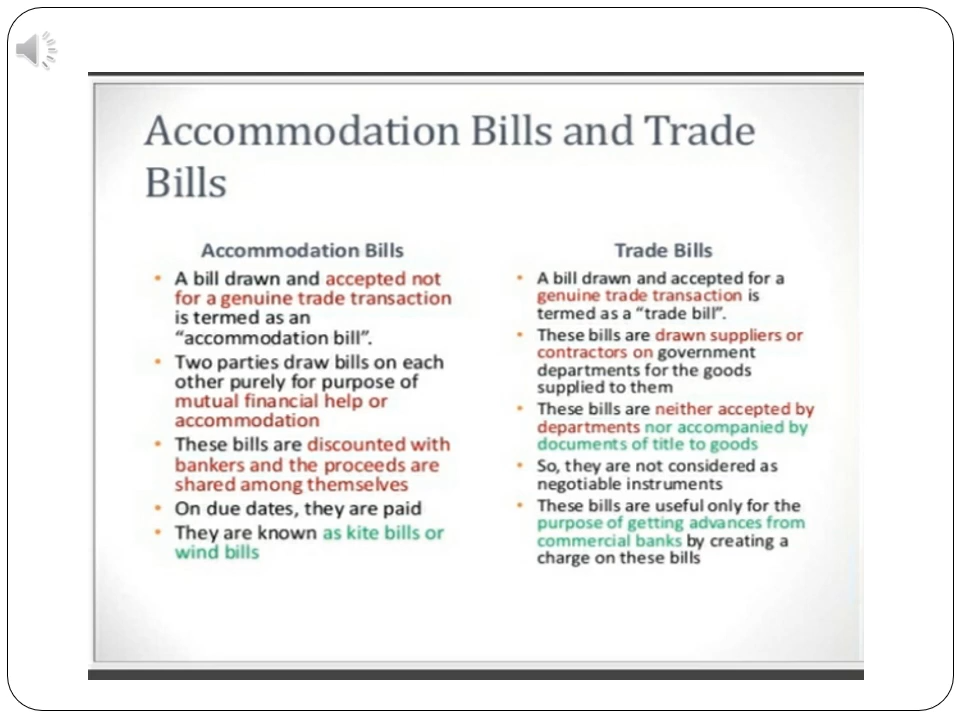 Accommodation Bills and Trade
Bills
Accommodation Bills
• A bill drawn and accepted not
for a genuine trade transaction
is termed as an
“accommodation bill”.
• Two parties draw bills on each
other purely for purpose of
mutual financial help or
accommodation
• These bills are discounted with
bankers and the proceeds are
shared among themselves
• On due dates, they are paid
• They are known as kite bills or
wind bills
Trade Bills
• A bill drawn and accepted for a
genuine trade transaction is
termed as a “trade bill”.
• These bills are drawn suppliers or
contractors on government
departments for the goods
supplied to them
• These bills are neither accepted by
departments nor accompanied by
documents of title to goods
• So, they are not considered as
negotiable instruments
• These bills are useful only for the
purpose of getting advances from
commercial banks by creating a
charge on these bills